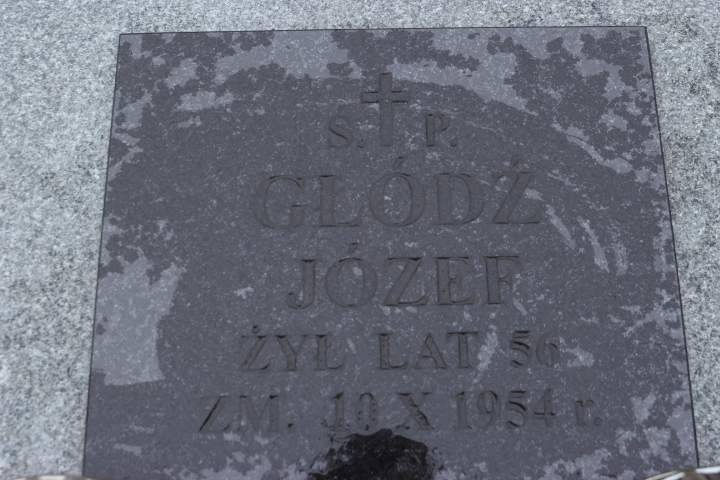 S. P.
GŁÓDŹ
JÓZEF
ŻYŁ LAT 56
ZM. 10 X 1954 r.